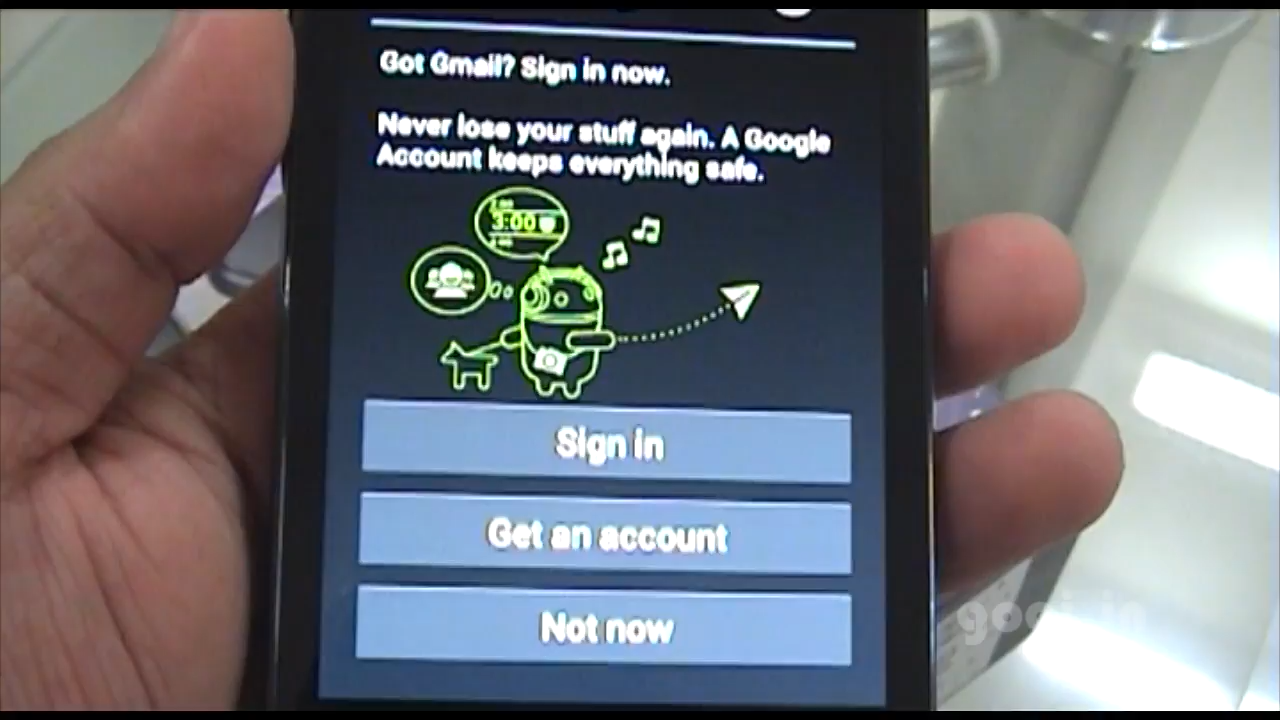 Got Gmail? Sign in now.
Never lose your stuff again. A Google
Account keeps everything safe.
3:00
Sign in
Get an account
Not now